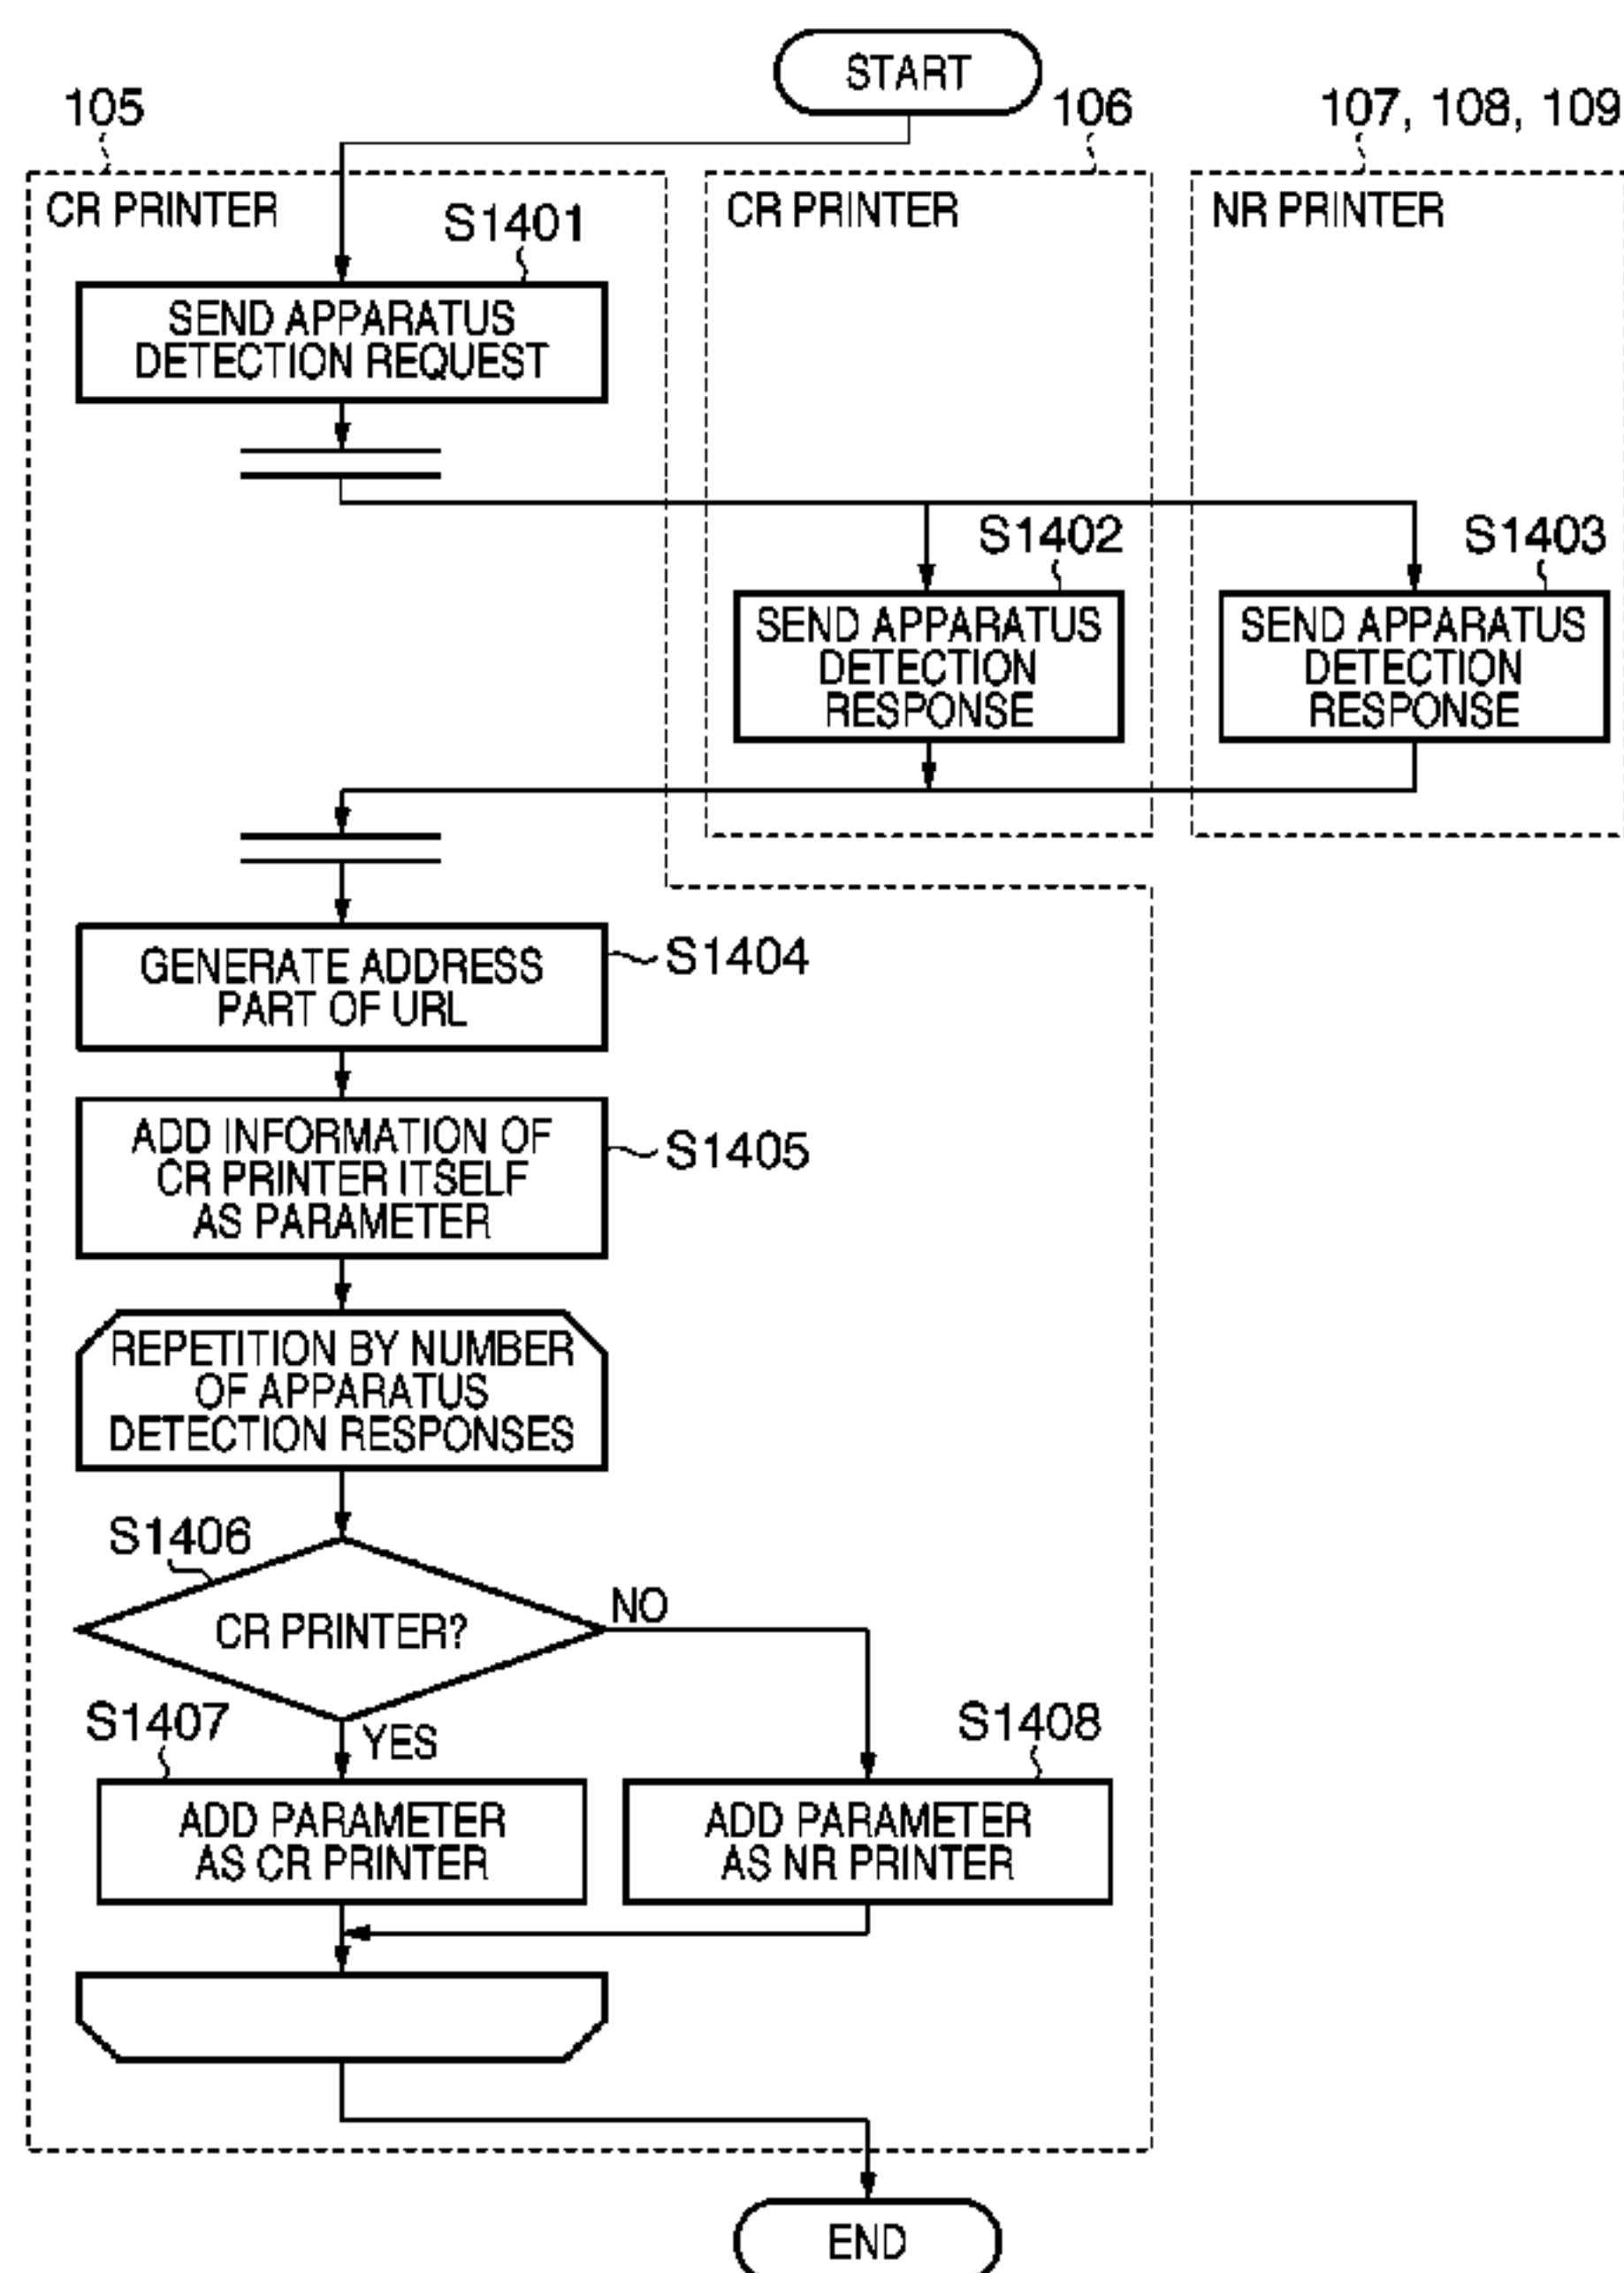 START
105
106
107, 108, 109
CR PRINTER
CR PRINTER
NR PRINTER
S1401
SEND APPARATUS
DETECTION REQUEST
S1402
S1403
SEND APPARATUS
DETECTION
RESPONSE
SEND APPARATUS
DETECTION
RESPONSE
GENERATE ADDRESS
PART OF URL
S1404
ADD INFORMATION OF
CR PRINTER ITSELF
AS PARAMETER
S1405
REPETITION BY NUMBER
OF APPARATUS
DETECTION RESPONSES
S1406
CR PRINTER?
NO
YES
S1407
S1408
ADD PARAMETER
AS CR PRINTER
ADD PARAMETER
AS NR PRINTER
END